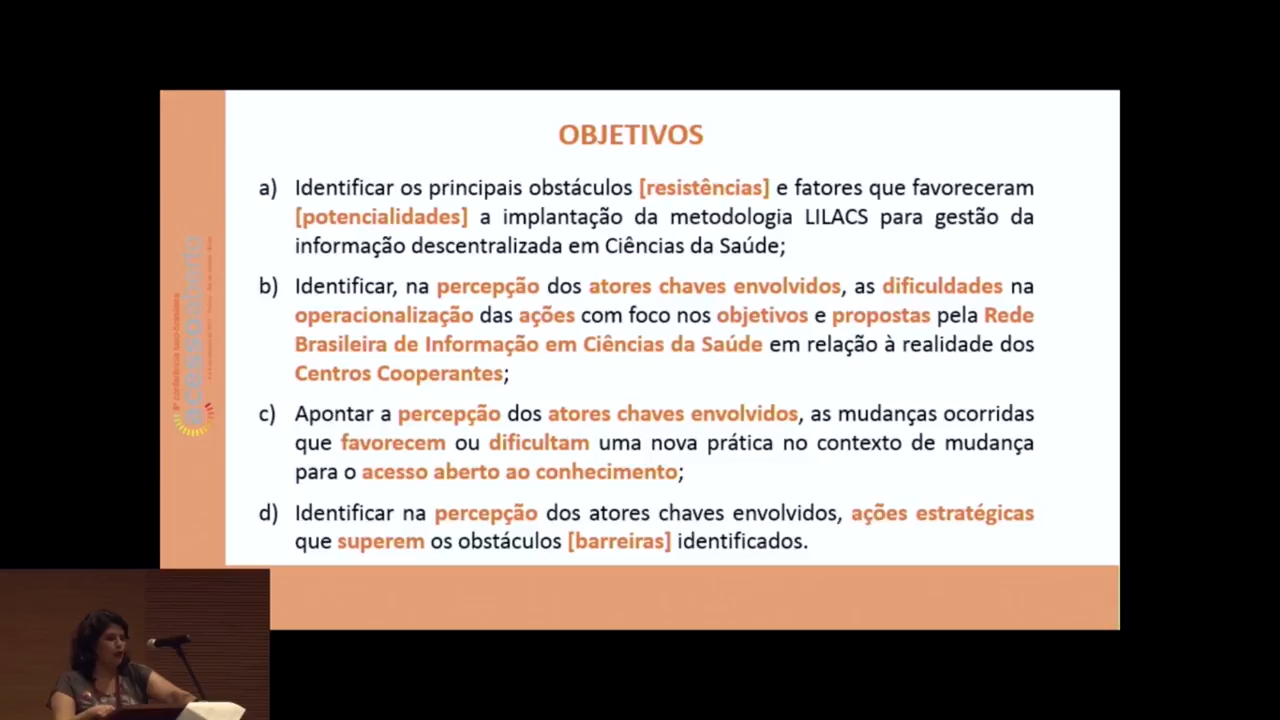 OBJETIVOS
a) Identificar os principais obstáculos [resistências] e fatores que favoreceram
[potencialidades] a implantação da metodologia LILACS para gestão da
informação descentralizada em Ciências da Saúde;
b) Identificar, na percepção dos atores chaves envolvidos, as dificuldades na
operacionalização das ações com foco nos objetivos e propostas pela Rede
Brasileira de Informação em Ciências da Saúde em relação à realidade dos
Centros Cooperantes;
c) Apontar a percepção dos atores chaves envolvidos, as mudanças ocorridas
que favorecem ou dificultam uma nova prática no contexto de mudança
para o acesso aberto ao conhecimento;
d) Identificar na percepção dos atores chaves envolvidos, ações estratégicas
que superem os obstáculos [barreiras] identificados.
8ª conferência luso-brasileira
acessoaberto